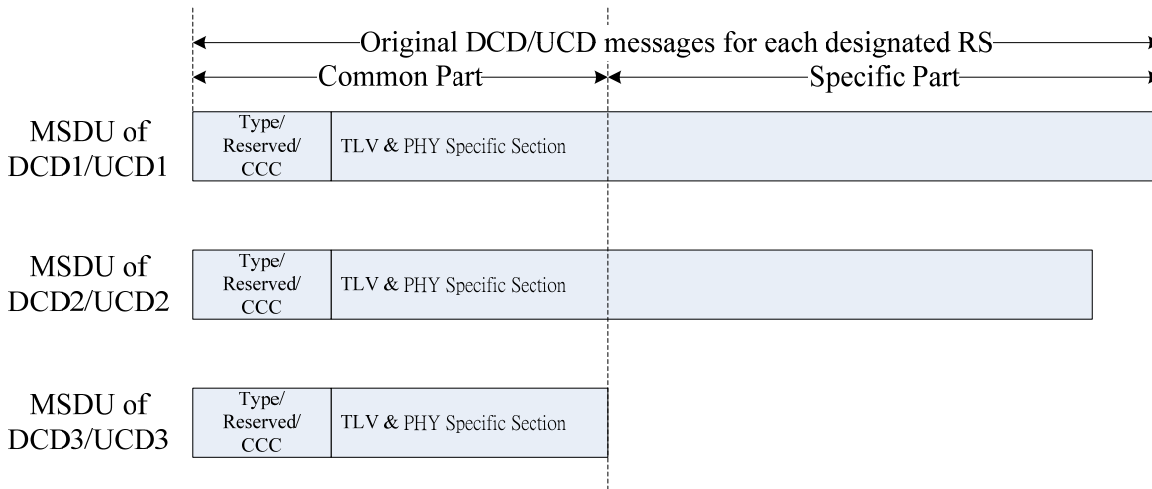 Original DCD/UCD messages for each designated RS
Common Part
Specific Part
MSDU of
DCD1/UCD1
Type/
Reserved/
CCC
TLV & PHY Specific Section
MSDU of
DCD2/UCD2
Type/
Reserved/
CCC
TLV & PHY Specific Section
MSDU of
DCD3/UCD3
Type/
Reserved/
CCC
TLV & PHY Specific Section